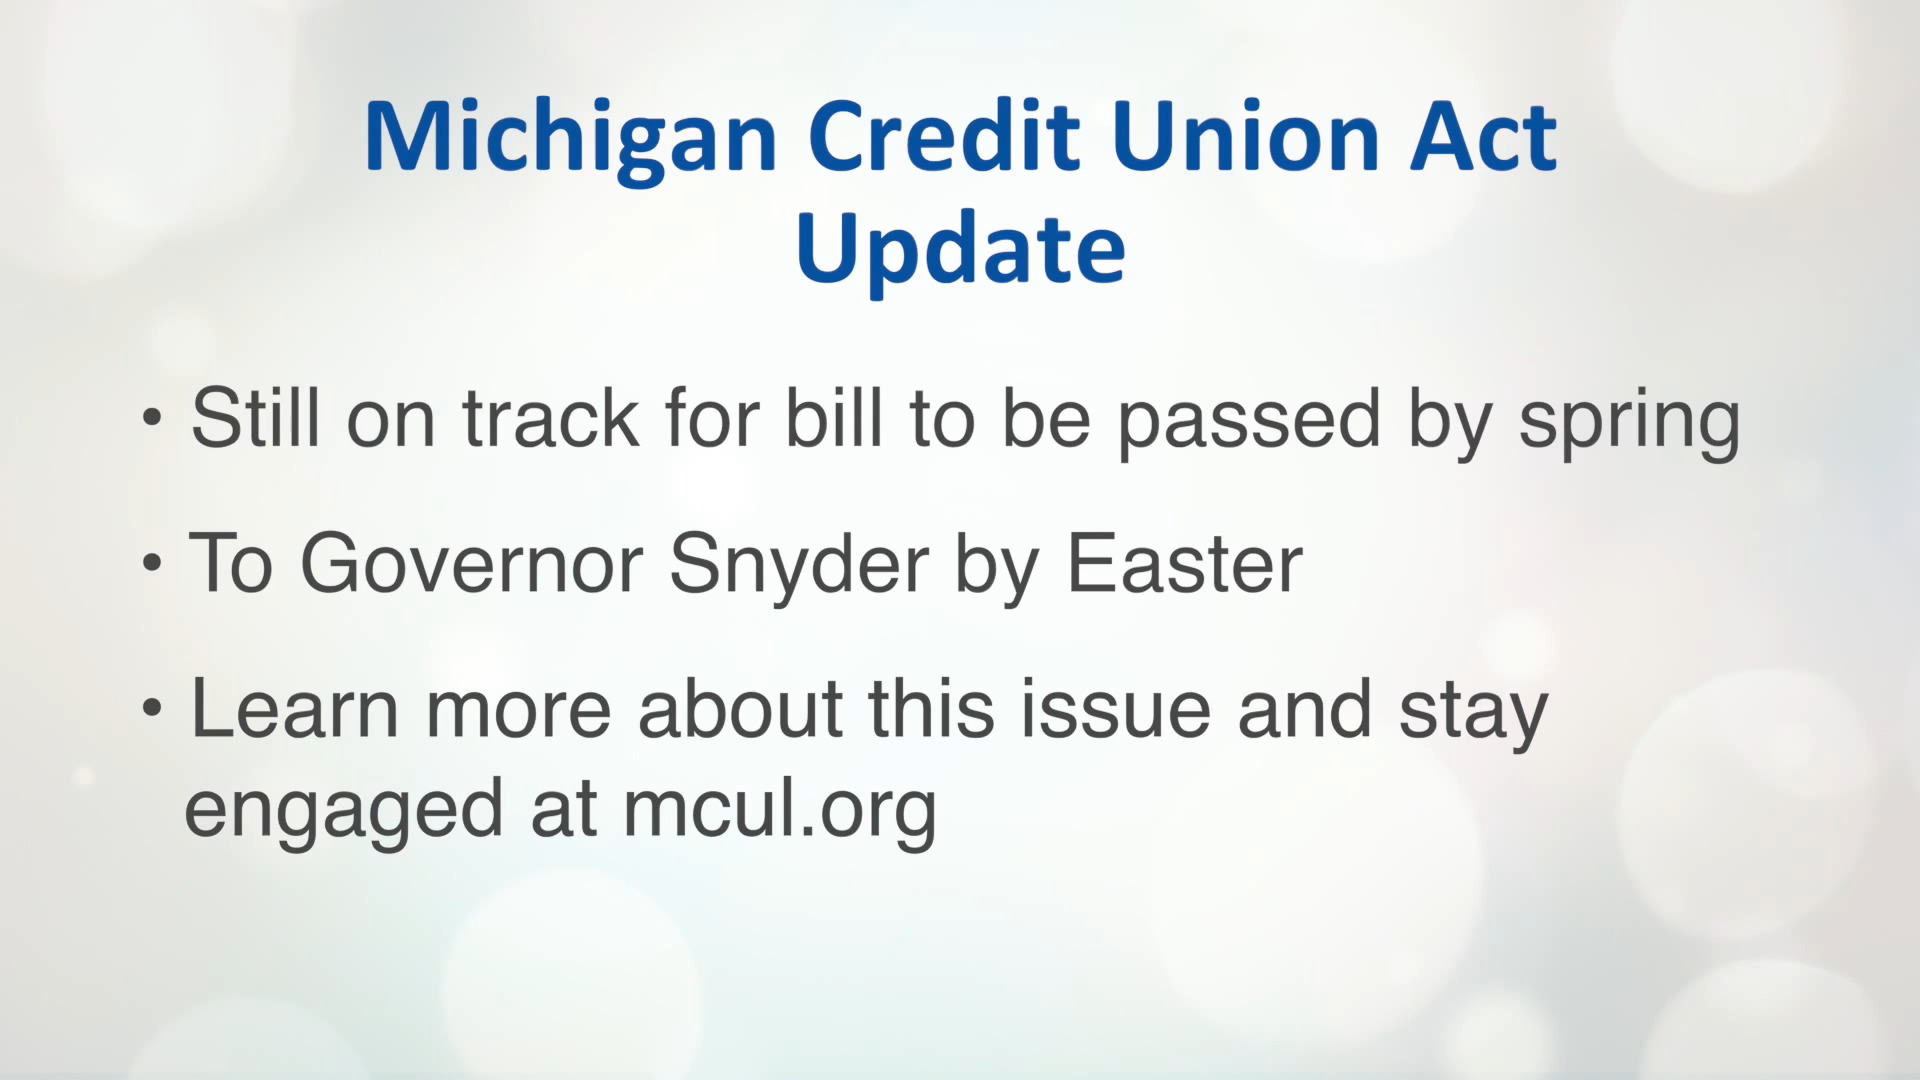 Michigan Credit Union Act
Update
• Still on track for bill to be passed by spring
• To Governor Snyder by Easter
• Learn more about this issue and stay
engaged at mcul.org